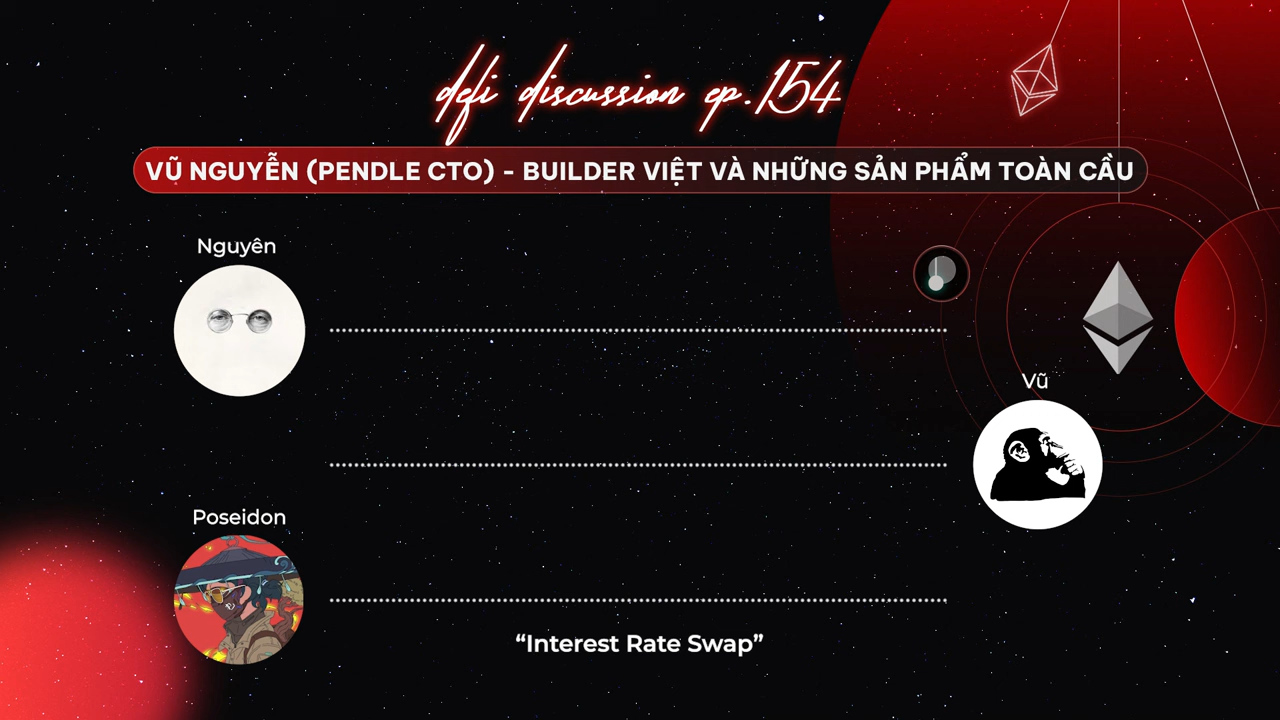 defi discussion ep.154
VŨ NGUYỄN (PENDLE CTO) - BUILDER VIỆT VÀ NHỮNG SẢN PHẨM TOÀN CẦU
Nguyên
Vũ
Poseidon
“Interest Rate Swap”